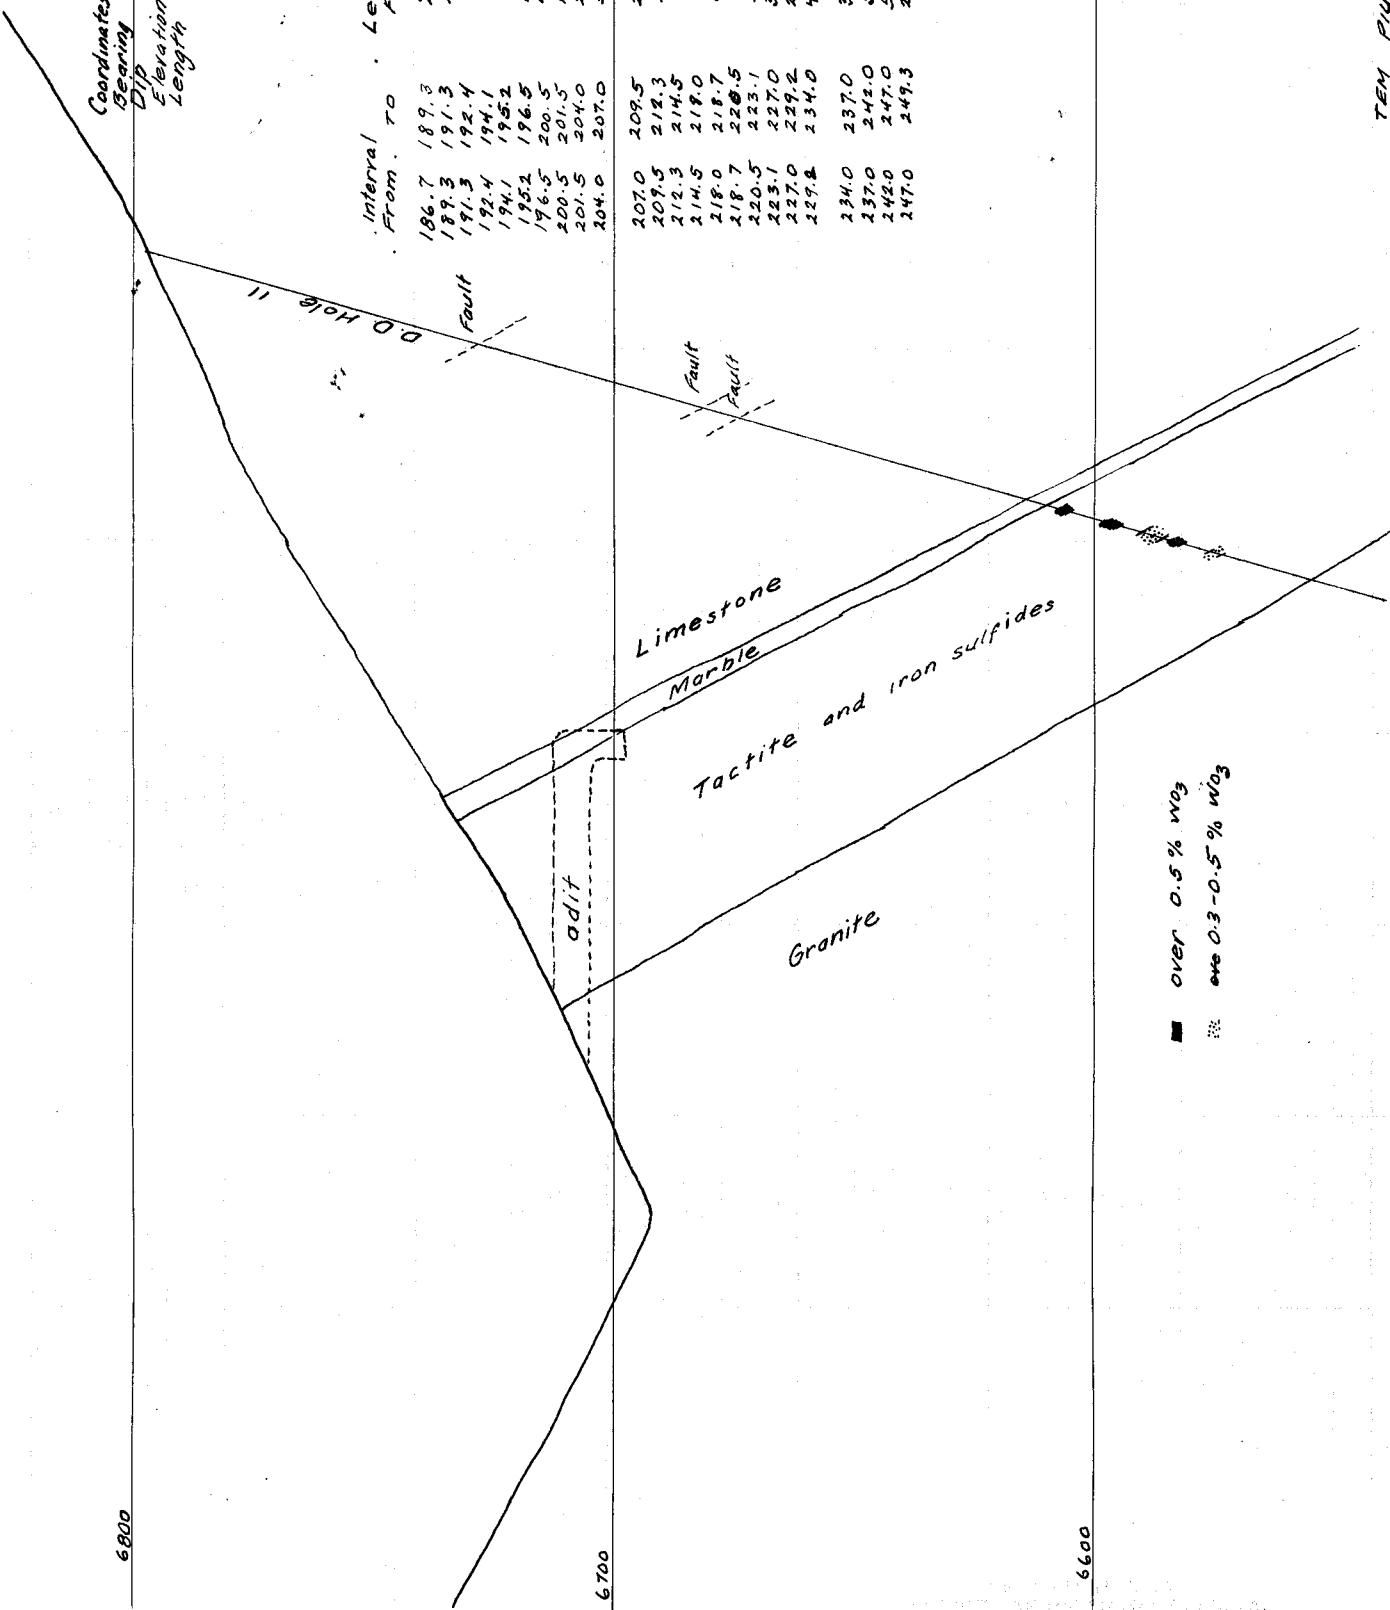 Coordinates
Bearing
Dip
Elevation
Length
6800
D.D Hole 11
Interval
From. To
186.7 189.3
189.3 191.3
191.3 192.4
192.4 194.1
194.1 195.2
195.2 196.5
196.5 200.5
200.5 201.5
201.5 204.0
204.0 207.0
207.0 209.5
209.5 212.3
212.3 214.5
214.5 218.0
218.0 218.7
218.7 220.5
220.5 223.1
223.1 227.0
227.0 229.2
229.2 234.0
234.0 237.0
237.0 242.0
242.0 247.0
247.0 249.3
Fault
Fault
Fault
adit
6700
Limestone
Marble
Tactite and iron sulfides
Granite
6600
over 0.5% WO3
0.3-0.5% WO3
TEM